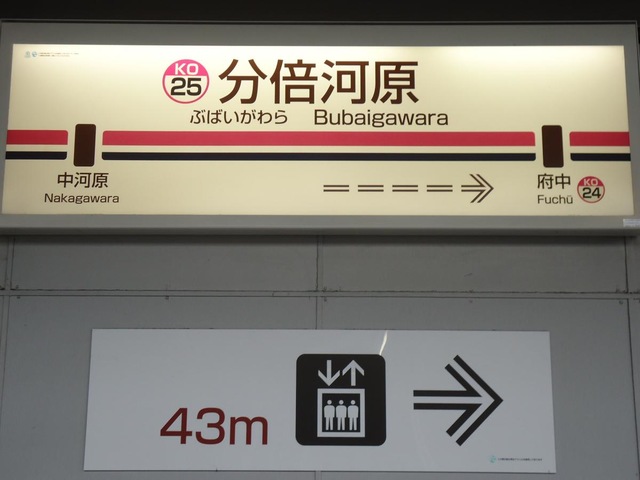 KO
25
分倍河原
ぶばいがわら Bubaigawara
中河原
Nakagawara
府中
Fuchū
KO
24
43m